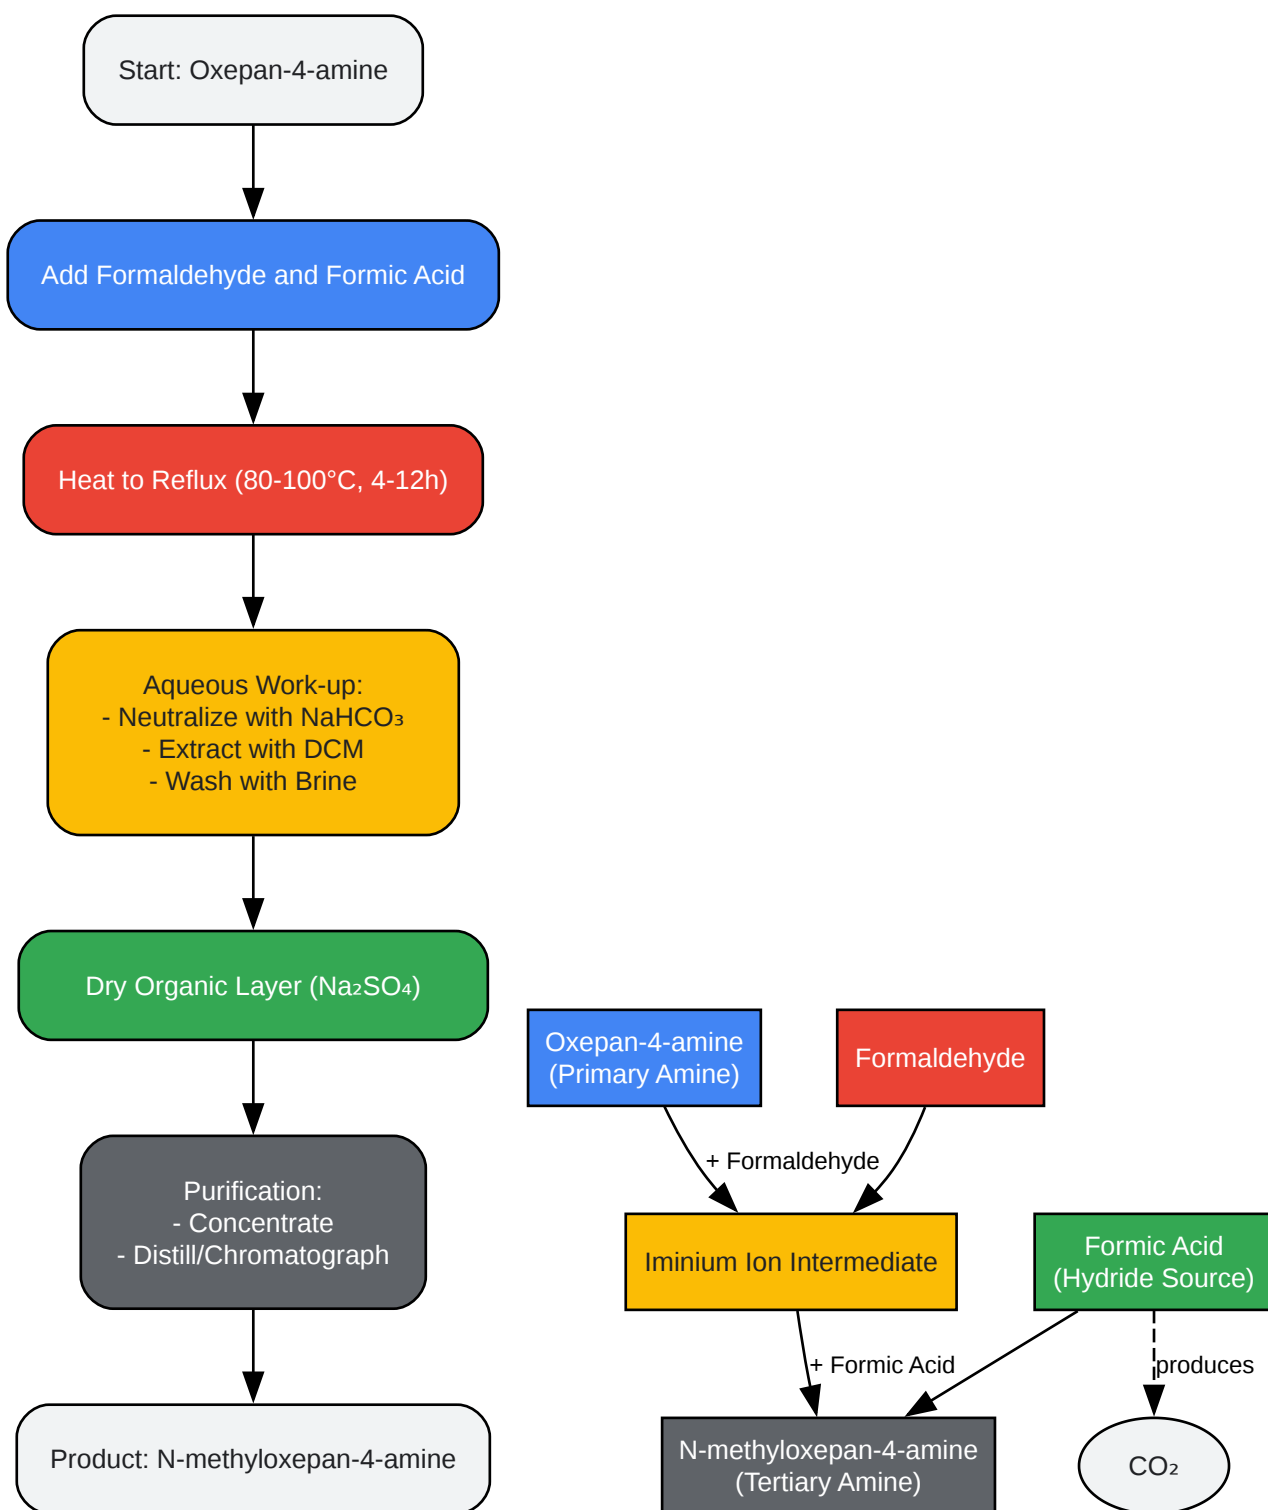 Start: Oxepan-4-amine
Add Formaldehyde and Formic Acid
Heat to Reflux (80-100°C, 4-12h)
Aqueous Work-up:
- Neutralize with NaHCO₃
- Extract with DCM
- Wash with Brine
Dry Organic Layer (Na₂SO₄)
Purification:
- Concentrate
- Distill/Chromatograph
Product: N-methyloxepan-4-amine
Oxepan-4-amine
(Primary Amine)
Formaldehyde
+ Formaldehyde
Iminium Ion Intermediate
Formic Acid
(Hydride Source)
+ Formic Acid
produces
N-methyloxepan-4-amine
(Tertiary Amine)
CO₂